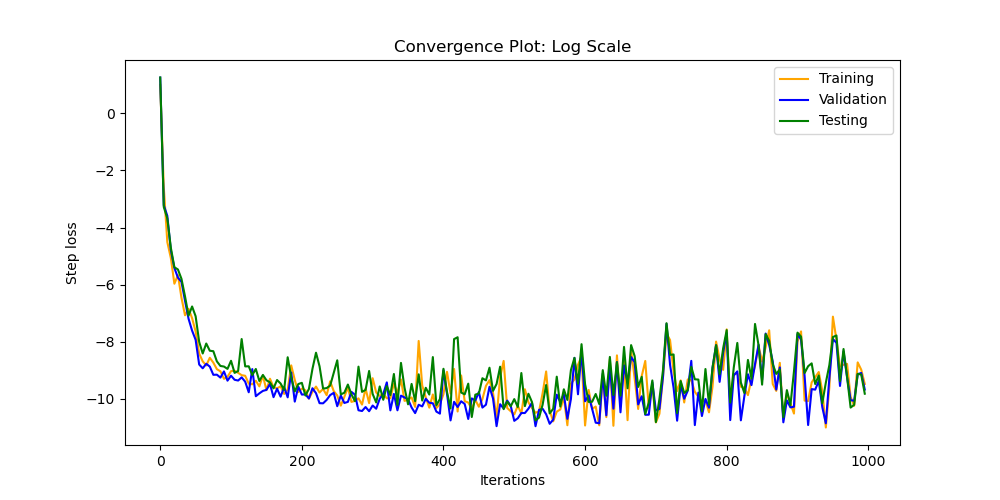 Convergence Plot: Log Scale
Training
Validation
Testing
Step loss
0
−2
−4
−6
−8
−10
0
200
400
600
800
1000
Iterations